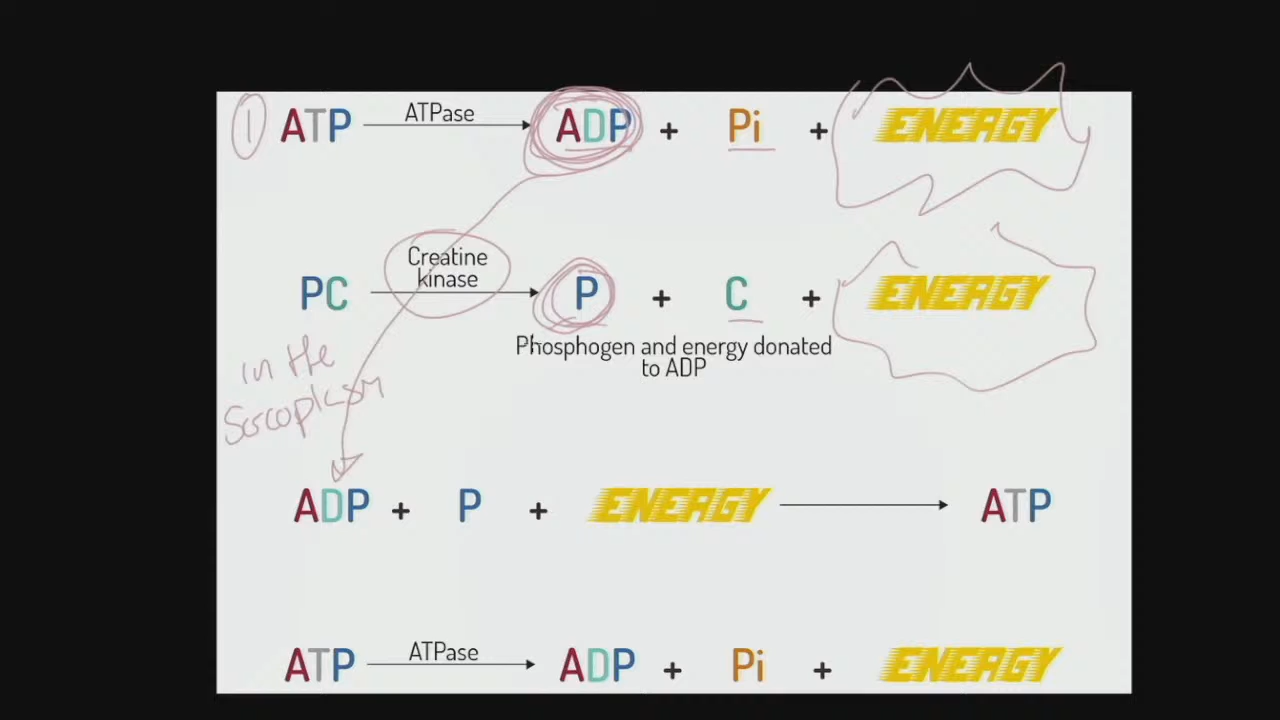 1 ATP ATPase ADP + Pi + ENERGY
Creatine
kinase
PC P + C + ENERGY
Phosphogen and energy donated
to ADP
in the
Sarcoplasm
ADP + P + ENERGY ATP
ATP ATPase ADP + Pi + ENERGY